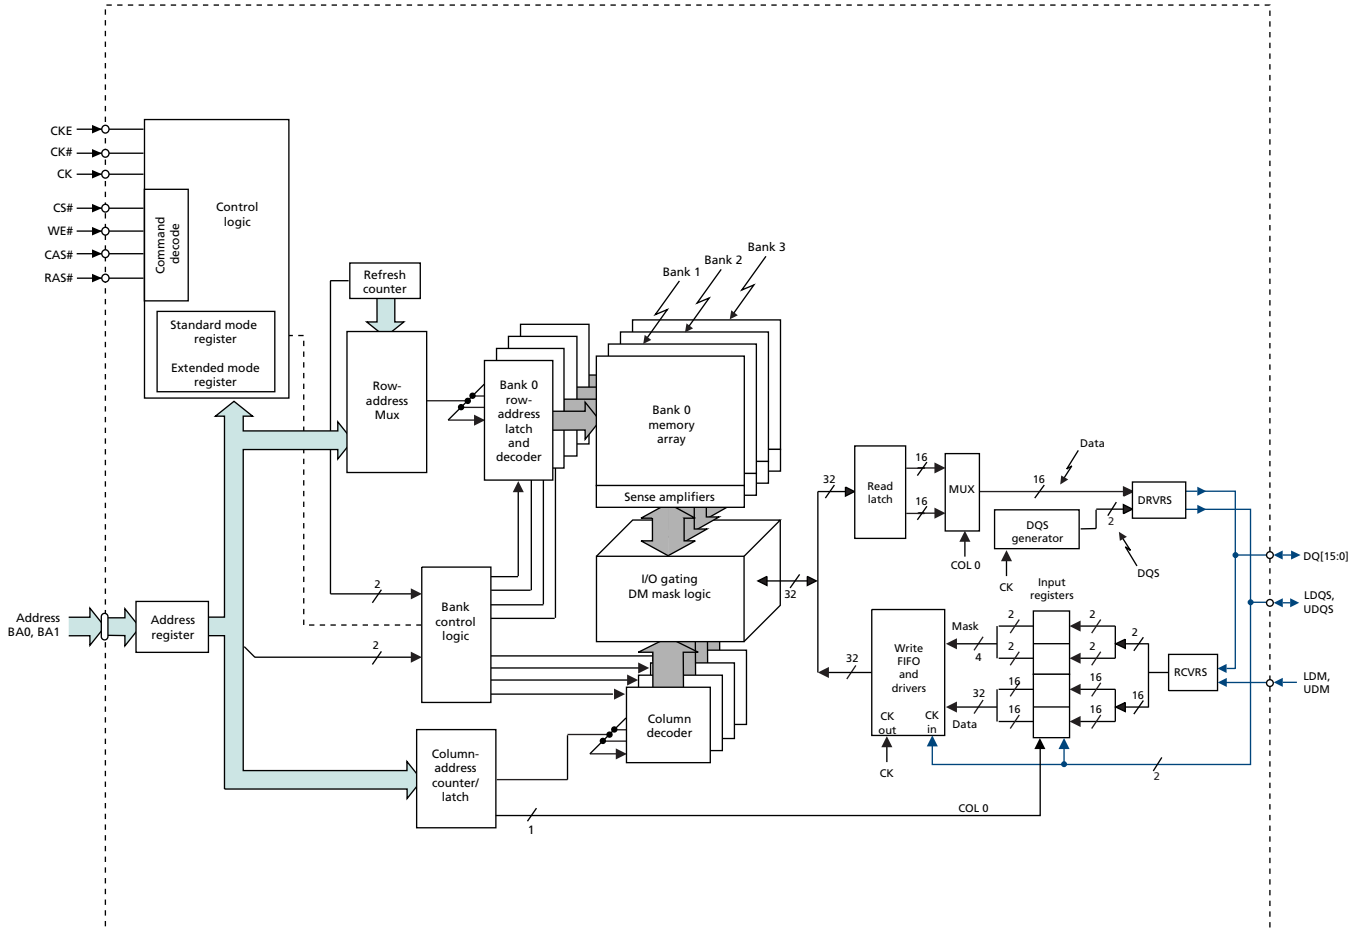 CKE
CK#
CK
CS#
WE#
CAS#
RAS#
Command
decode
Control
logic
Standard mode
register
Extended mode
register
Refresh
counter
Row-
address
Mux
Bank 0
row-
address
latch
and
decoder
Bank 1
Bank 2
Bank 3
Bank 0
memory
array
Sense amplifiers
I/O gating
DM mask logic
32
32
Read
latch
16
16
MUX
COL 0
16
Data
DQS
generator
CK
2
DQS
DRVRS
DQ[15:0]
LDQS,
UDQS
LDM,
UDM
RCVRS
Input
registers
2
2
2
2
2
16
16
16
16
16
Mask
4
32
Data
Write
FIFO
and
drivers
CK
out
CK
in
CK
32
2
Address
BA0, BA1
Address
register
2
2
Bank
control
logic
Column
decoder
Column-
address
counter/
latch
1
COL 0